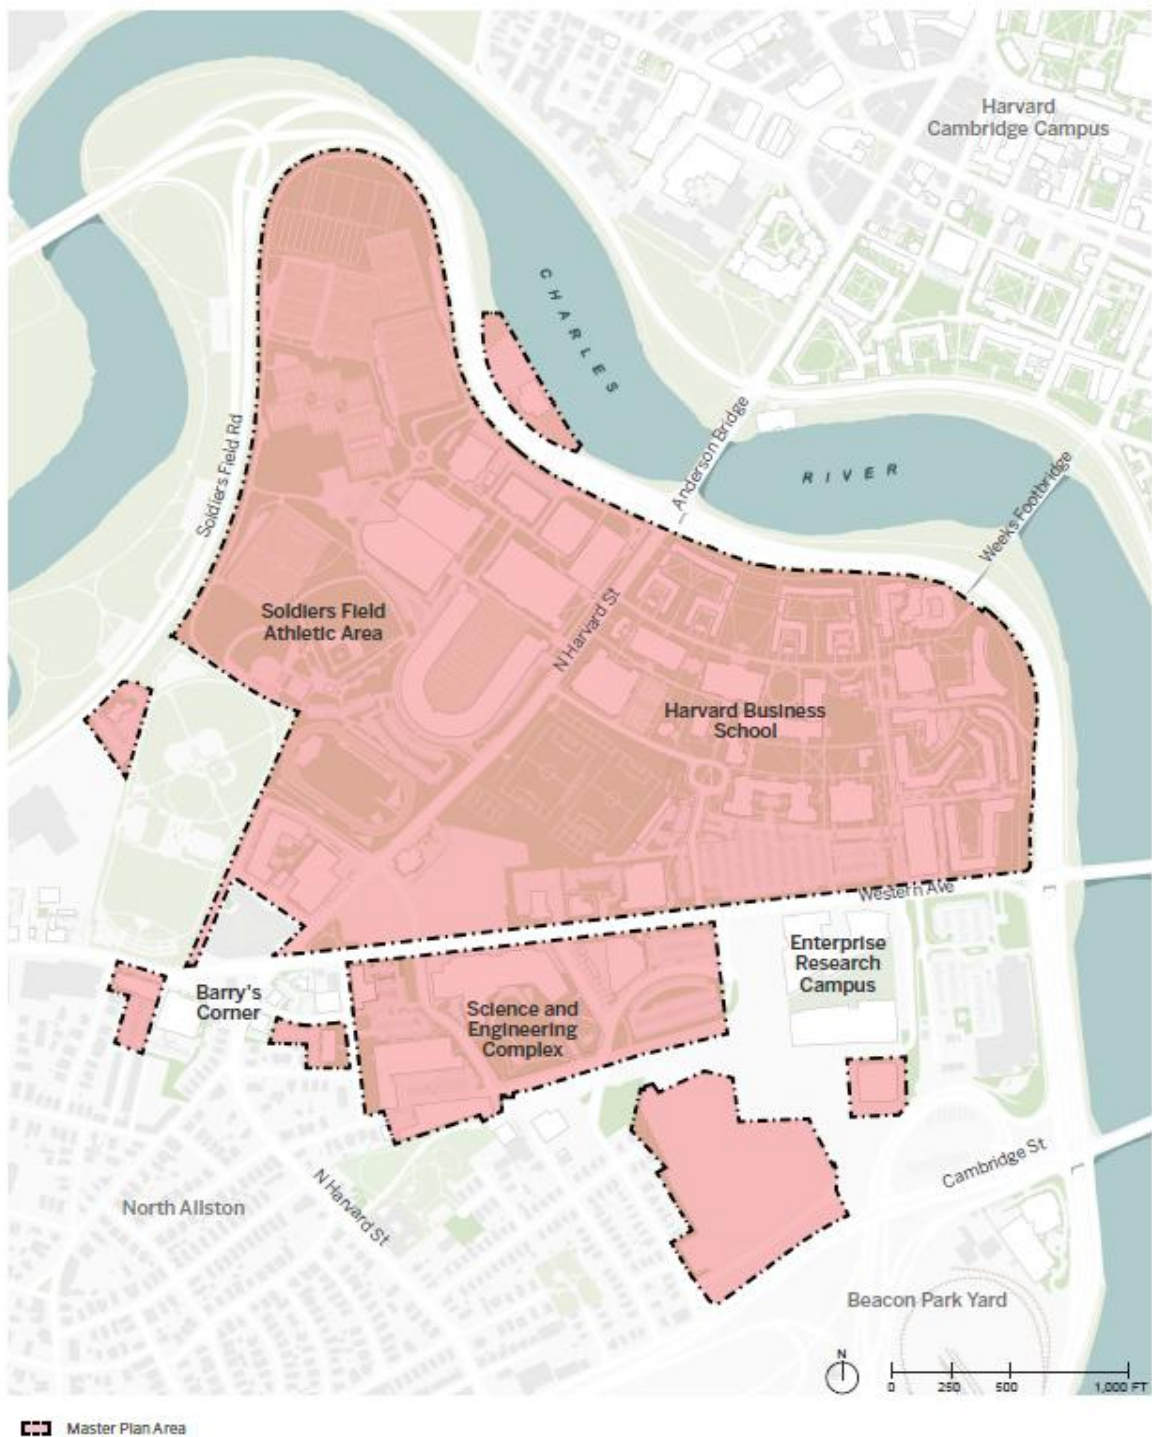 Harvard
Cambridge Campus
CHARLES
Anderson Bridge
RIVER
Weeks Footbridge
Soldiers Field Rd
Soldiers Field
Athletic Area
N Harvard St
Harvard Business
School
Western Ave
Enterprise
Research
Campus
Barry's
Corner
Science and
Engineering
Complex
Cambridge St
North Allston
N Harvard St
Beacon Park Yard
N
0 250 500 1,000 FT
Master Plan Area